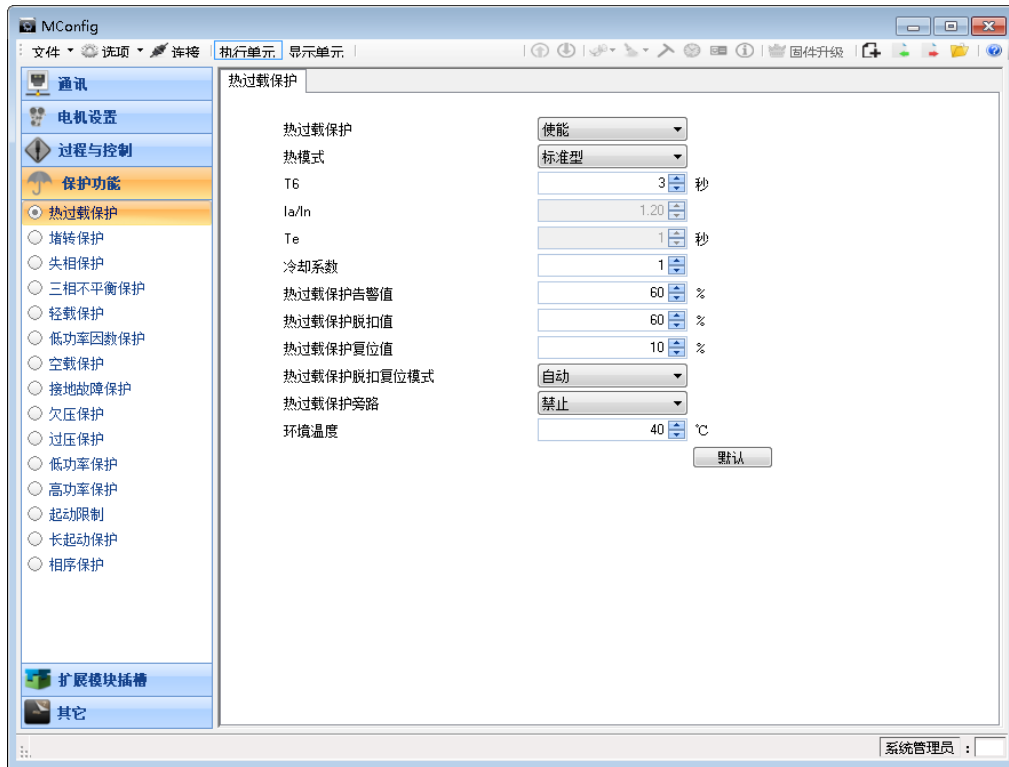 MConfig
文件 选项 连接 执行单元 显示单元 固件升级
通讯
电机设置
过程与控制
保护功能
热过载保护
堵转保护
失相保护
三相不平衡保护
轻载保护
低功率因数保护
空载保护
接地故障保护
欠压保护
过压保护
低功率保护
高功率保护
起动限制
长起动保护
相序保护
扩展模块插槽
其它
热过载保护
热过载保护 使能
热模式 标准型
T6 3 秒
Ia/In 1.20
Te 1 秒
冷却系数 1
热过载保护告警值 60 %
热过载保护脱扣值 60 %
热过载保护复位值 10 %
热过载保护脱扣复位模式 自动
热过载保护旁路 禁止
环境温度 40 ℃
默认
系统管理员 :